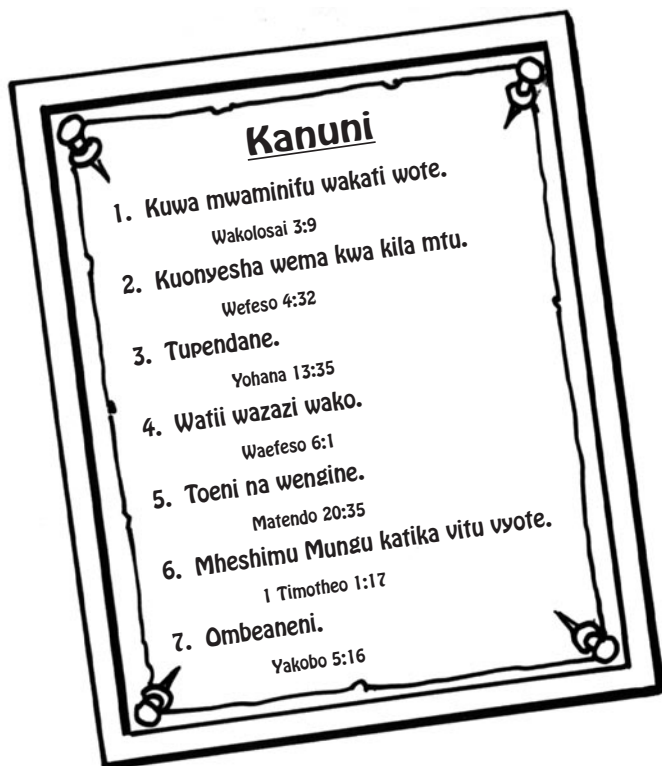 Kanuni
1. Kuwa mwaminifu wakati wote.
Wakolosai 3:9
2. Kuonyesha wema kwa kila mtu.
Wefeso 4:32
3. Tupendane.
Yohana 13:35
4. Watii wazazi wako.
Waefeso 6:1
5. Toeni na wengine.
Matendo 20:35
6. Mheshimu Mungu katika vitu vyote.
1 Timotheo 1:17
7. Ombeaneni.
Yakobo 5:16